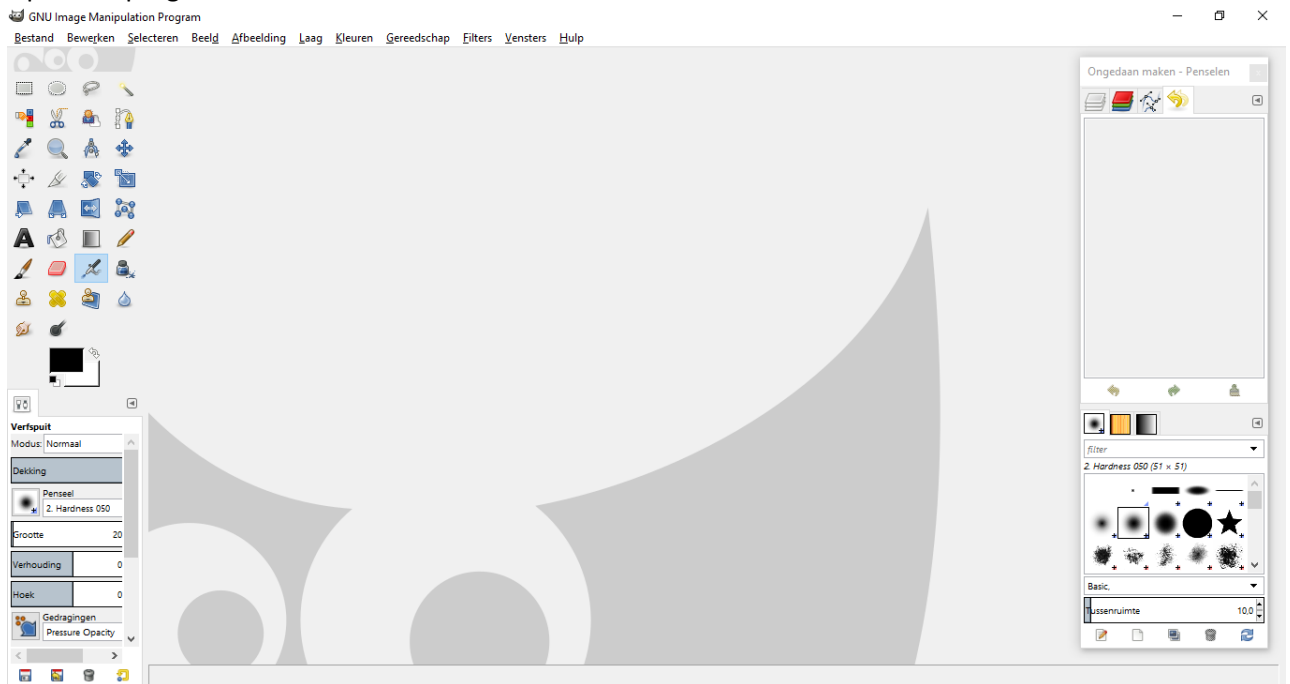 GNU Image Manipulation Program
Bestand Bewerken Selecteren Beeld Afbeelding Laag Kleuren Gereedschap Filters Vensters Hulp
Ongedaan maken - Penselen
Verfspuit
Modus: Normaal
Dekking
Penseel
2. Hardness 050
Grootte 20
Verhouding 0
Hoek 0
Gedragingen
Pressure Opacity
filter
2. Hardness 050 (51 × 51)
Basic,
Tussenruimte 10,0